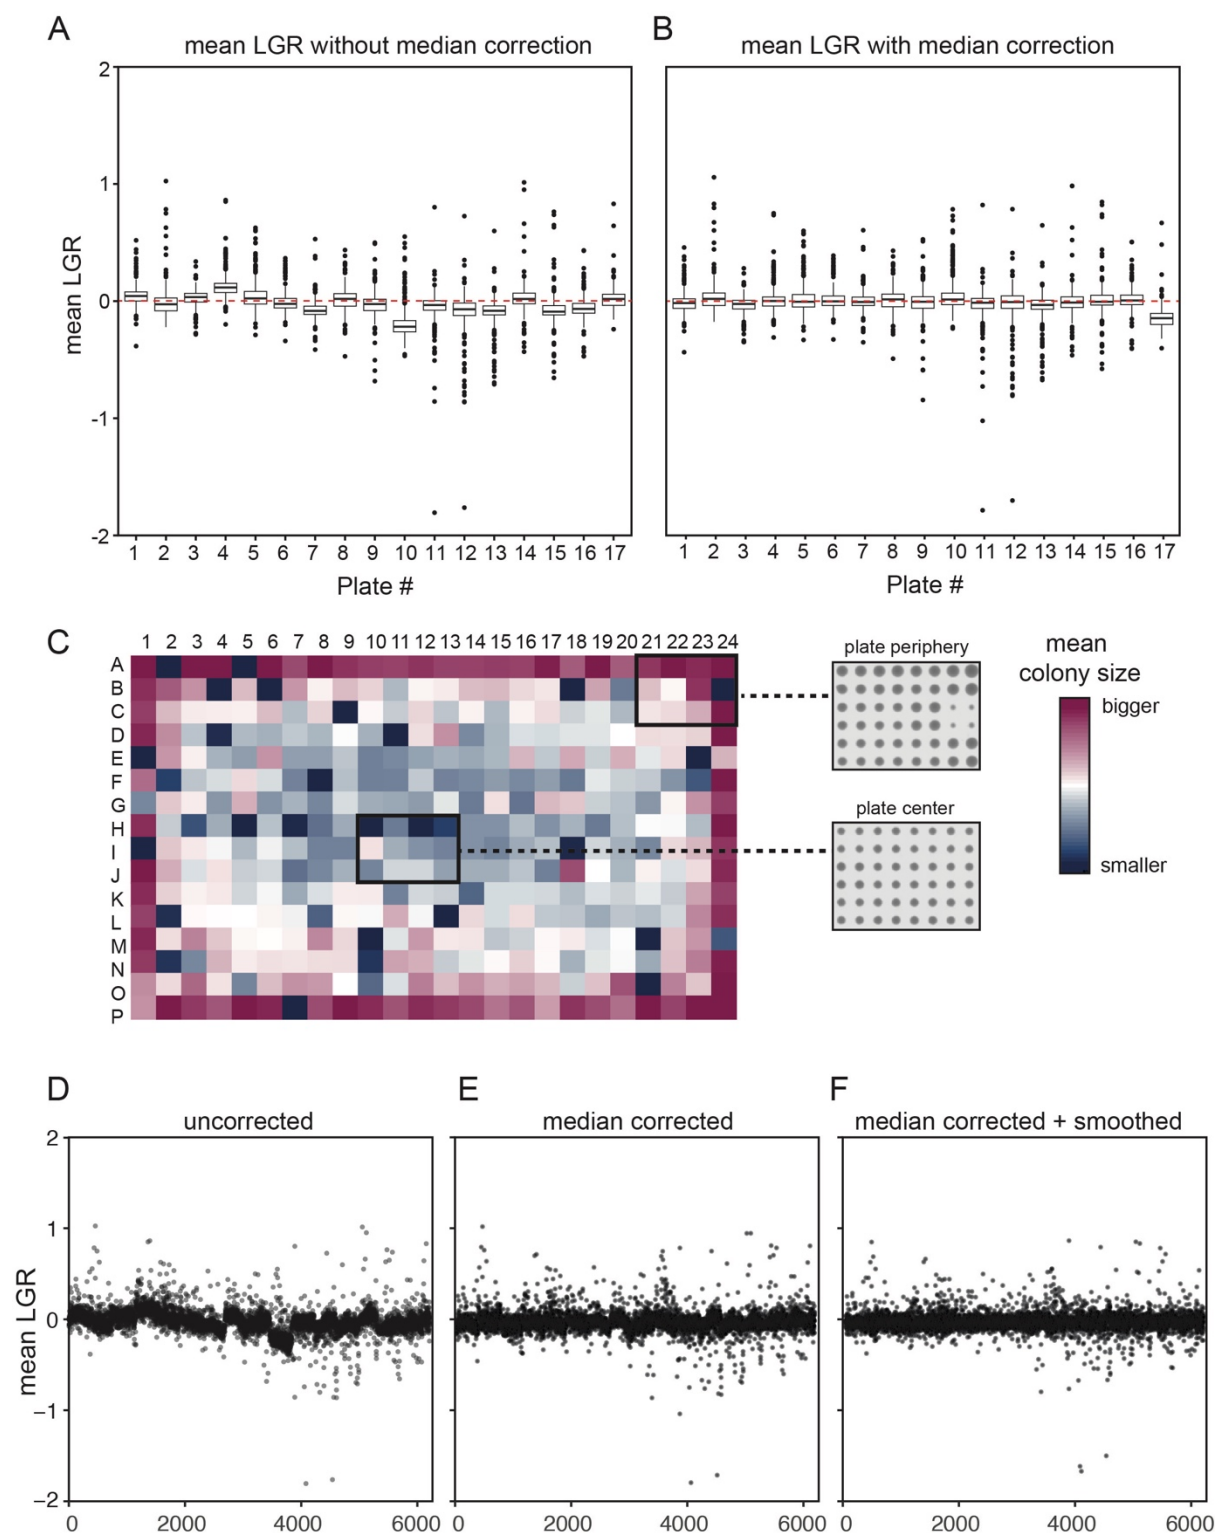 A
mean LGR without median correction
B
mean LGR with median correction
2
1
0
-1
-2
mean LGR
1 2 3 4 5 6 7 8 9 10 11 12 13 14 15 16 17
Plate #
1 2 3 4 5 6 7 8 9 10 11 12 13 14 15 16 17
Plate #
C
1 2 3 4 5 6 7 8 9 10 11 12 13 14 15 16 17 18 19 20 21 22 23 24
A
B
C
D
E
F
G
H
I
J
K
L
M
N
O
P
plate periphery
plate center
mean
colony size
bigger
smaller
D
uncorrected
E
median corrected
F
median corrected + smoothed
2
1
0
−1
−2
mean LGR
0 2000 4000 6000
0 2000 4000 6000
0 2000 4000 6000